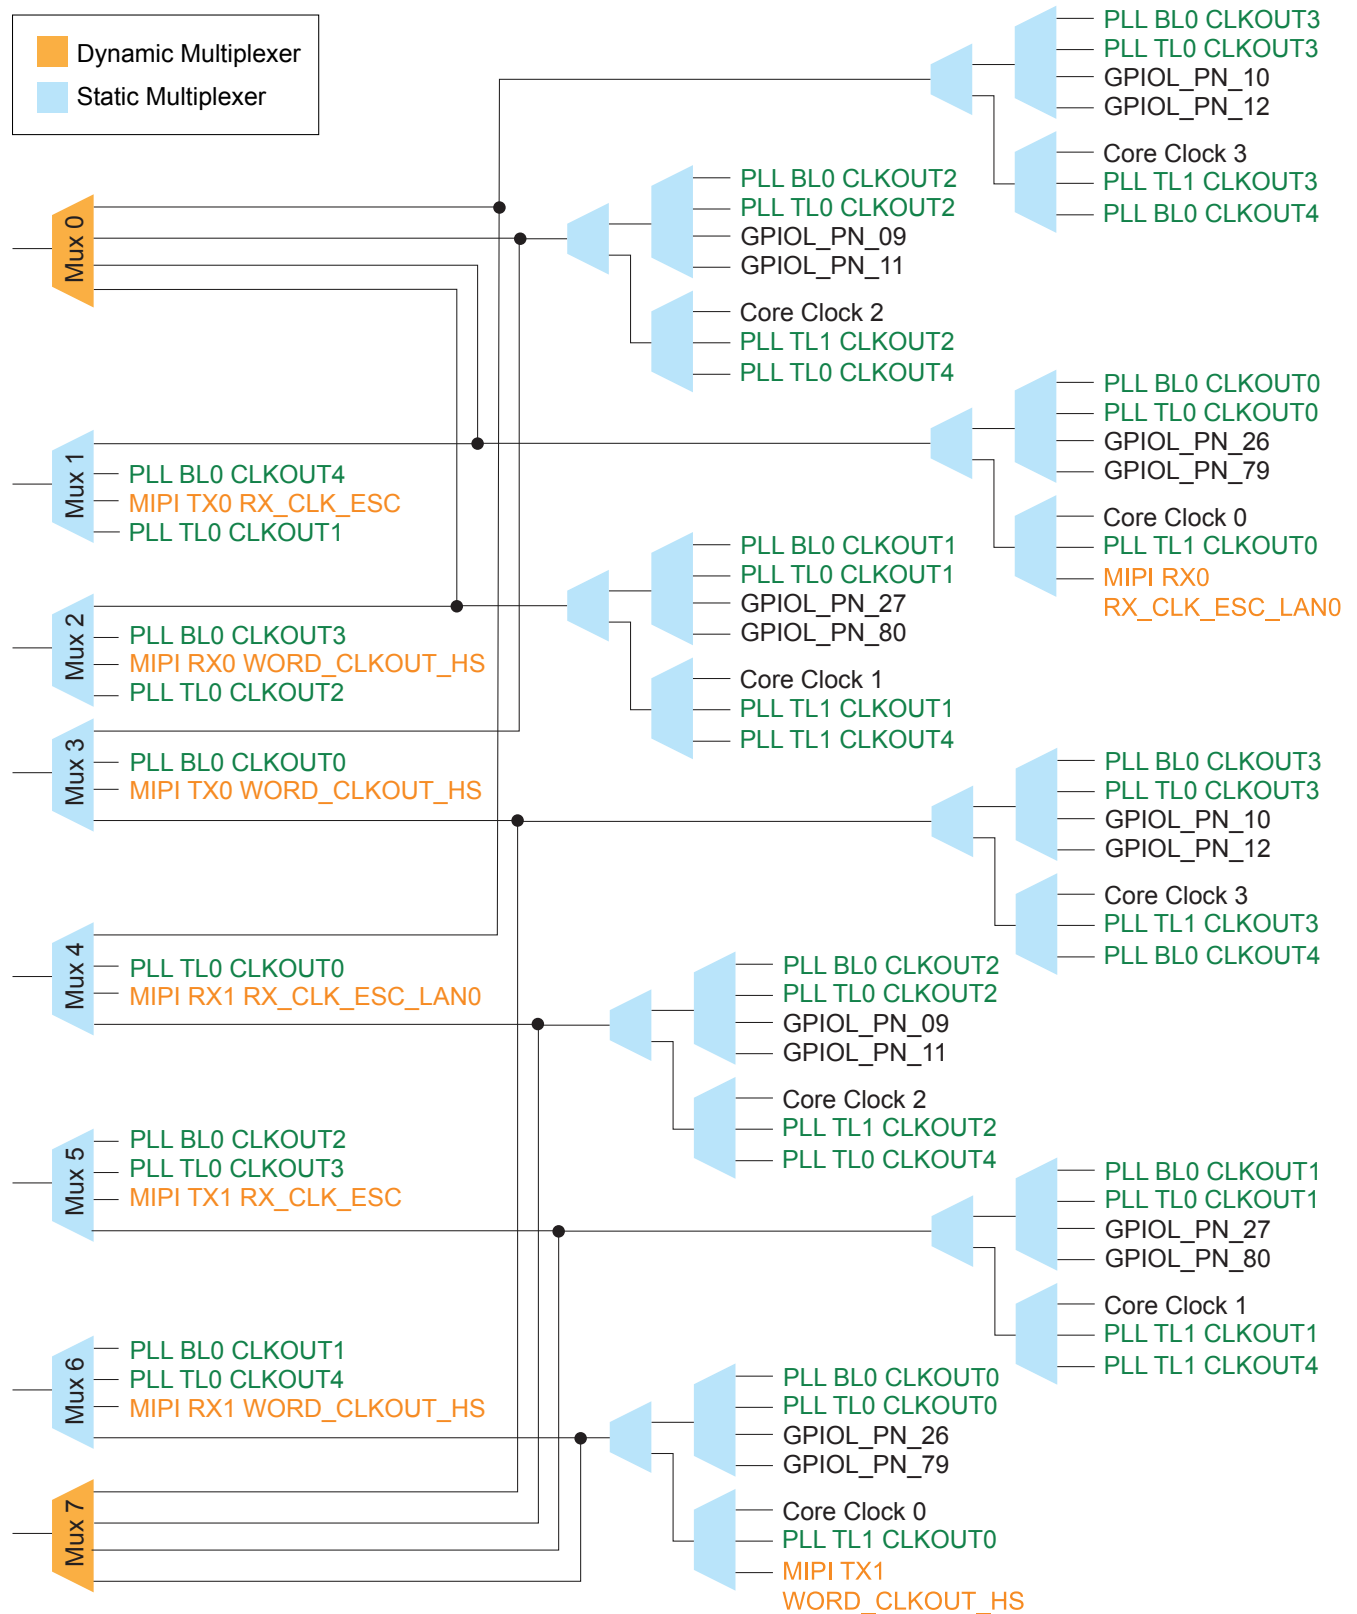 Dynamic Multiplexer
Static Multiplexer
PLL BL0 CLKOUT3
PLL TL0 CLKOUT3
GPIOL_PN_10
GPIOL_PN_12
Core Clock 3
PLL TL1 CLKOUT3
PLL BL0 CLKOUT4
Mux 0
PLL BL0 CLKOUT2
PLL TL0 CLKOUT2
GPIOL_PN_09
GPIOL_PN_11
Core Clock 2
PLL TL1 CLKOUT2
PLL TL0 CLKOUT4
PLL BL0 CLKOUT0
PLL TL0 CLKOUT0
GPIOL_PN_26
GPIOL_PN_79
Core Clock 0
PLL TL1 CLKOUT0
MIPI RX0
RX_CLK_ESC_LAN0
Mux 1
PLL BL0 CLKOUT4
MIPI TX0 RX_CLK_ESC
PLL TL0 CLKOUT1
PLL BL0 CLKOUT1
PLL TL0 CLKOUT1
GPIOL_PN_27
GPIOL_PN_80
Core Clock 1
PLL TL1 CLKOUT1
PLL TL1 CLKOUT4
Mux 2
PLL BL0 CLKOUT3
MIPI RX0 WORD_CLKOUT_HS
PLL TL0 CLKOUT2
Mux 3
PLL BL0 CLKOUT0
MIPI TX0 WORD_CLKOUT_HS
PLL BL0 CLKOUT3
PLL TL0 CLKOUT3
GPIOL_PN_10
GPIOL_PN_12
Core Clock 3
PLL TL1 CLKOUT3
PLL BL0 CLKOUT4
Mux 4
PLL TL0 CLKOUT0
MIPI RX1 RX_CLK_ESC_LAN0
PLL BL0 CLKOUT2
PLL TL0 CLKOUT2
GPIOL_PN_09
GPIOL_PN_11
Core Clock 2
PLL TL1 CLKOUT2
PLL TL0 CLKOUT4
Mux 5
PLL BL0 CLKOUT2
PLL TL0 CLKOUT3
MIPI TX1 RX_CLK_ESC
PLL BL0 CLKOUT1
PLL TL0 CLKOUT1
GPIOL_PN_27
GPIOL_PN_80
Core Clock 1
PLL TL1 CLKOUT1
PLL TL1 CLKOUT4
Mux 6
PLL BL0 CLKOUT1
PLL TL0 CLKOUT4
MIPI RX1 WORD_CLKOUT_HS
PLL BL0 CLKOUT0
PLL TL0 CLKOUT0
GPIOL_PN_26
GPIOL_PN_79
Core Clock 0
PLL TL1 CLKOUT0
MIPI TX1
WORD_CLKOUT_HS
Mux 7